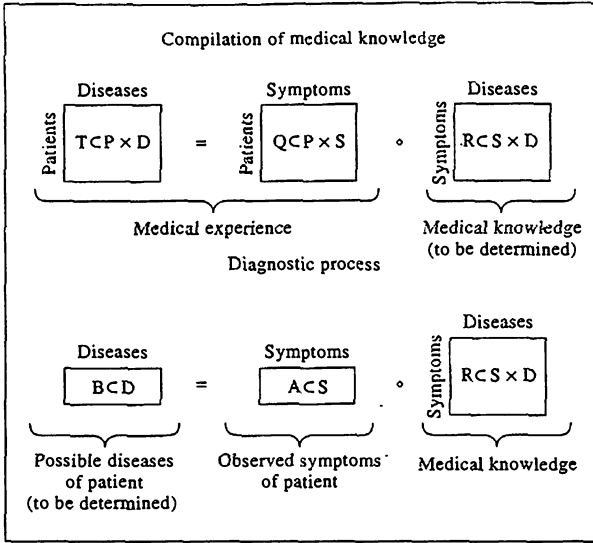 Compilation of medical knowledge
Diseases Symptoms Diseases
Patients T⊂P × D = Patients Q⊂P × S ∘ Symptoms R⊂S × D
Medical experience Medical knowledge
(to be determined)
Diagnostic process
Diseases
Diseases Symptoms
B⊂D = A⊂S ∘ Symptoms R⊂S × D
Possible diseases Observed symptoms Medical knowledge
of patient of patient
(to be determined)